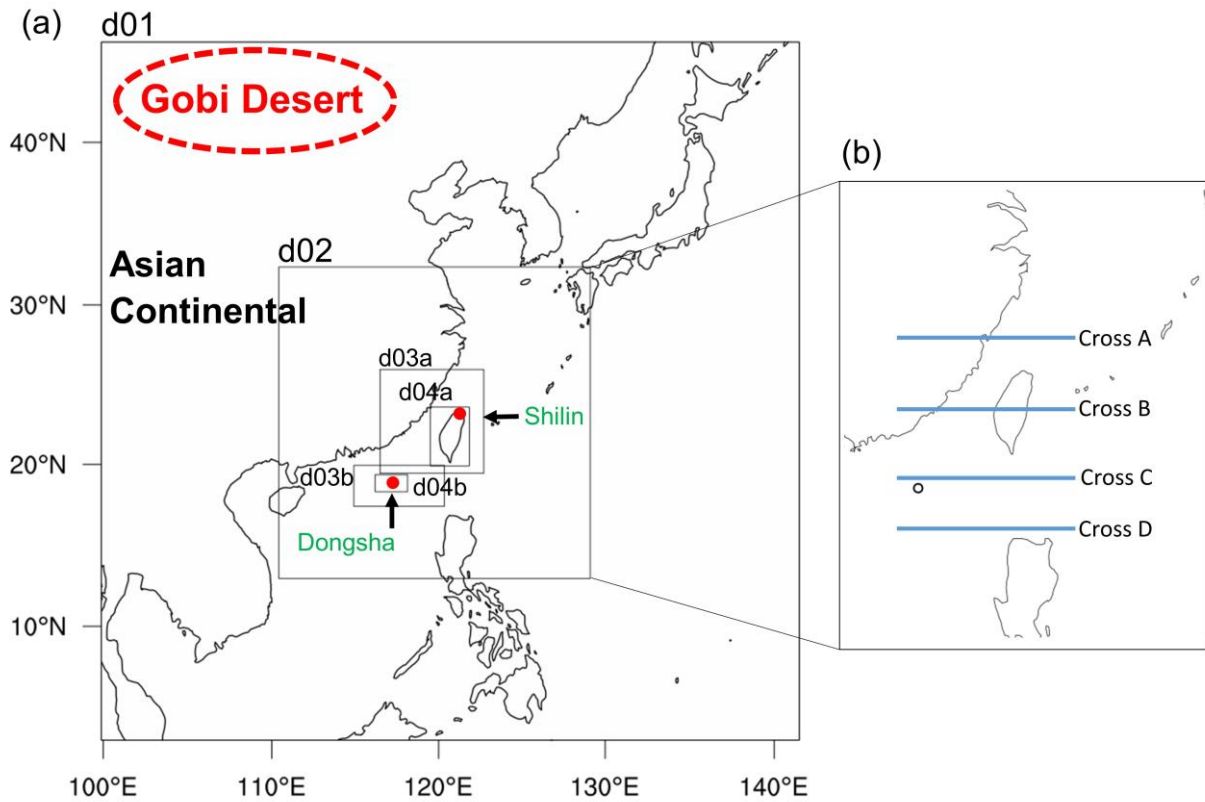 (a)
d01
Gobi Desert
40°N
(b)
d02
Asian
Continental
30°N
Cross A
d03a
d04a
Shilin
Cross B
20°N
d03b
d04b
Cross C
Dongsha
Cross D
10°N
100°E
110°E
120°E
130°E
140°E